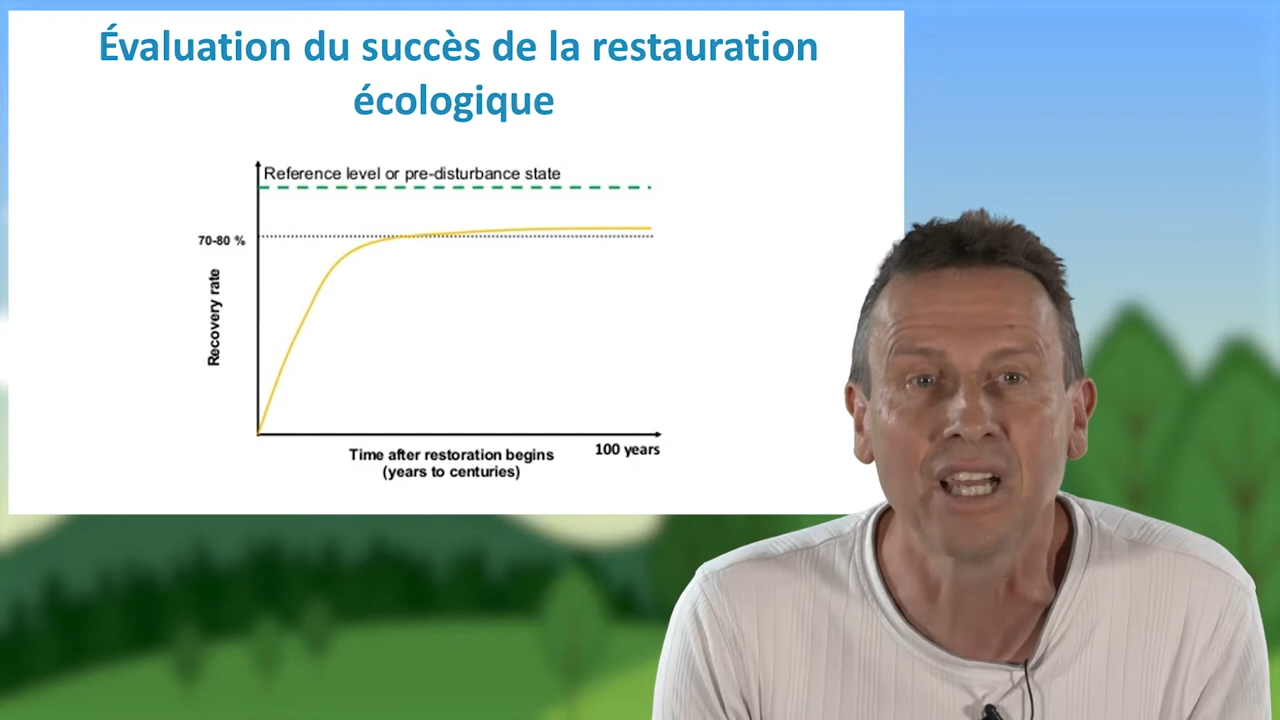 Évaluation du succès de la restauration
écologique
Reference level or pre-disturbance state
70-80 %
Recovery rate
100 years
Time after restoration begins
(years to centuries)